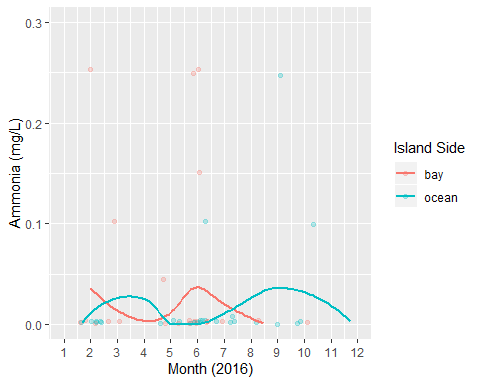 0.3
0.2
0.1
0.0
Ammonia (mg/L)
1 2 3 4 5 6 7 8 9 10 11 12
Month (2016)
Island Side
bay
ocean